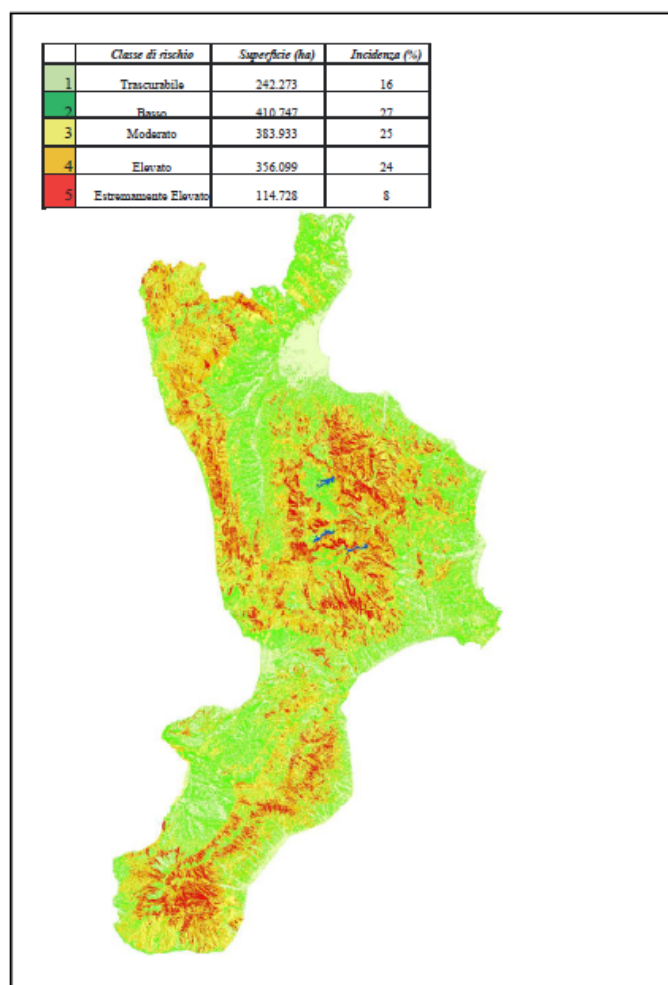 Classe di rischio Superficie (ha) Incidenza (%)
1 Trascurabile 242.273 16
2 Basso 410.747 27
3 Moderato 383.933 25
4 Elevato 356.099 24
5 Estremamente Elevato 114.728 8